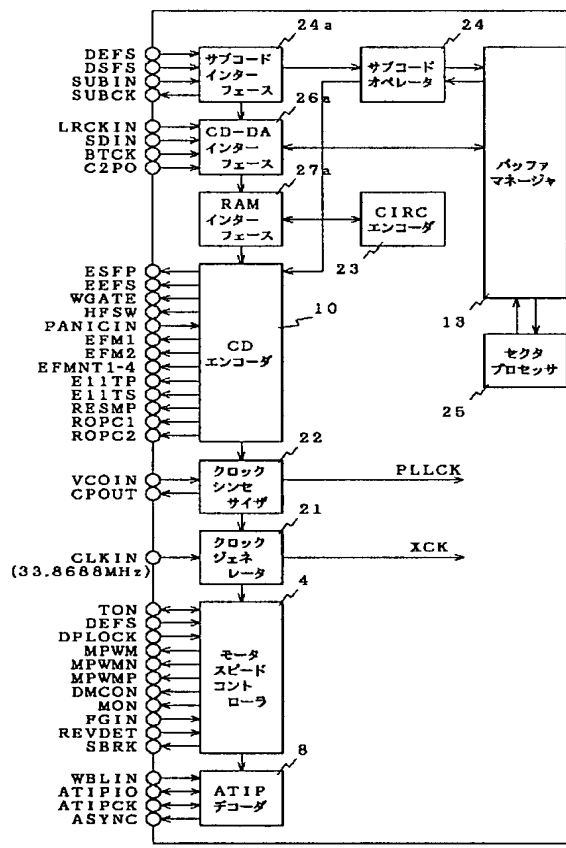 24a
24
DEFS
DSFS
SUBIN
SUBCK
サブコード
インター
フェース
サブコード
オペレータ
26a
LRCKIN
SDIN
BTCK
C2PO
CD-DA
インター
フェース
バッファ
マネージャ
27a
RAM
インター
フェース
CIRC
エンコーダ
23
ESFP
EEFS
WGATE
HFSW
PANICIN
EFM1
EFM2
EFMNT1-4
E11TP
E11TS
RESMP
ROPC1
ROPC2
CD
エンコーダ
10
13
セクタ
プロセッサ
25
22
VCOIN
CPOUT
クロック
シンセ
サイザ
PLLCK
21
CLKIN
(33.8688MHz)
クロック
ジェネ
レータ
XCK
4
TON
DEFS
DPLOCK
MPWM
MPWMN
MPWMP
DMCON
MON
FGIN
REVDET
SBRK
モータ
スピード
コント
ローラ
8
WBLIN
ATIPIO
ATIPCK
ASYNC
ATIP
デコーダ